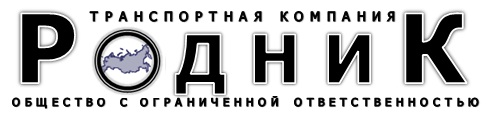 ТРАНСПОРТНАЯ КОМПАНИЯ
РОДНИК
ОБЩЕСТВО С ОГРАНИЧЕННОЙ ОТВЕТСТВЕННОСТЬЮ